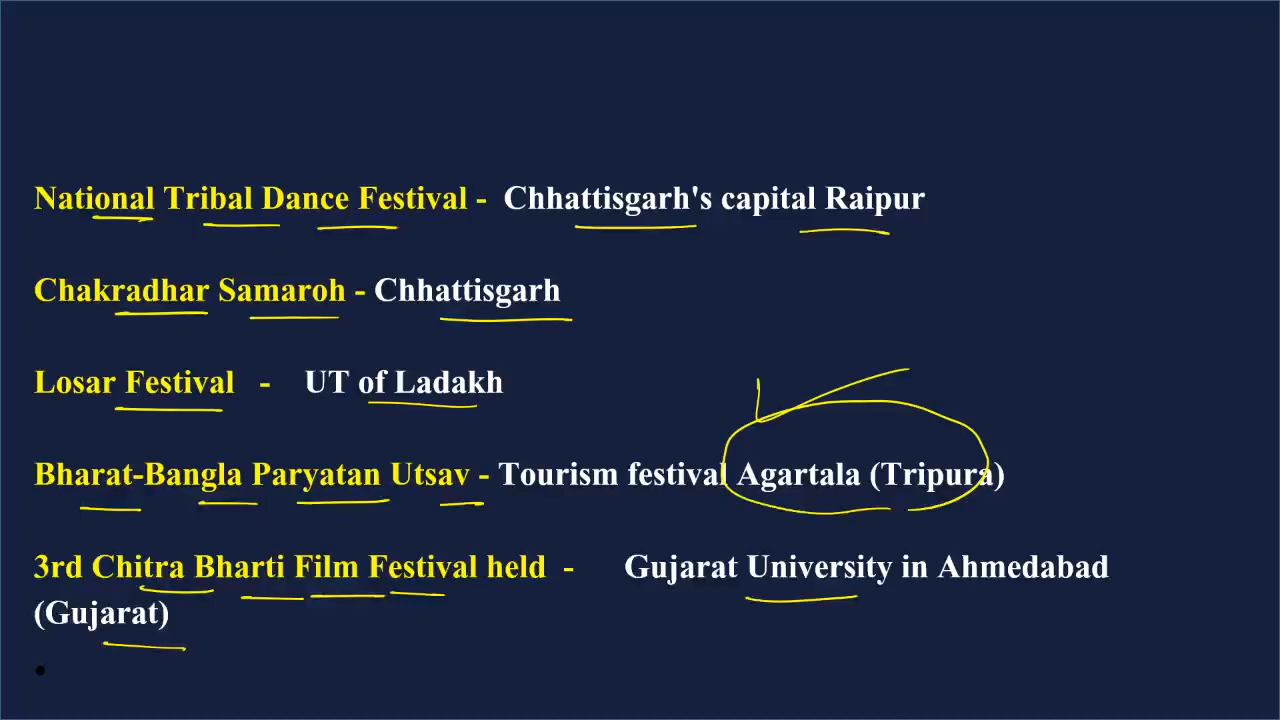 National Tribal Dance Festival - Chhattisgarh's capital Raipur
Chakradhar Samaroh - Chhattisgarh
Losar Festival - UT of Ladakh
Bharat-Bangla Paryatan Utsav - Tourism festival Agartala (Tripura)
3rd Chitra Bharti Film Festival held - Gujarat University in Ahmedabad
(Gujarat)